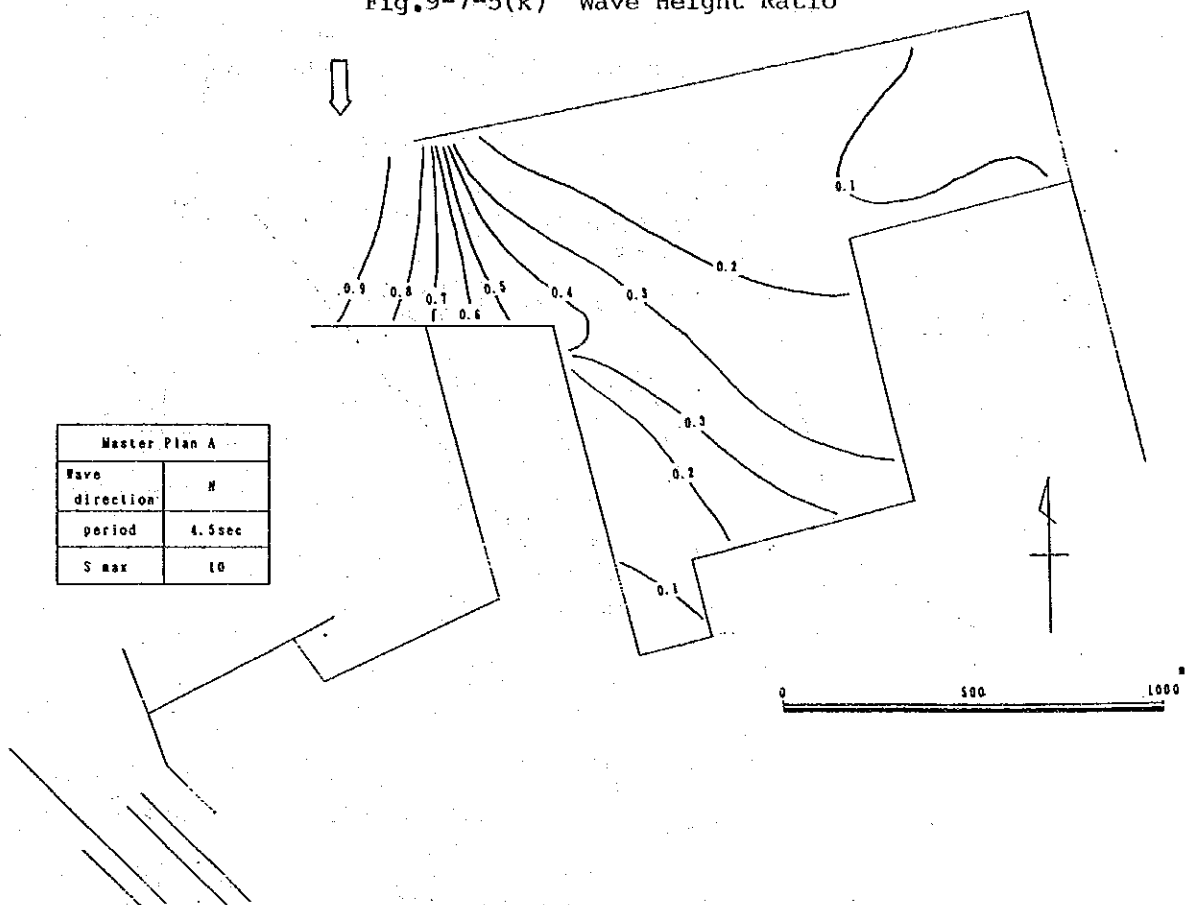 Fig.9-7-5(k) Wave Height Ratio
0.1
0.2
0.9
0.8
0.7
0.6
0.5
0.4
0.3
0.3
0.2
0.1
Master Plan A
Wave direction N
period 4.5sec
S max 10
0 500 1000 m